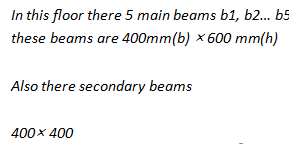 In this floor there 5 main beams b1, b2... b5
these beams are 400mm(b) ×600 mm(h)
Also there secondary beams
400× 400